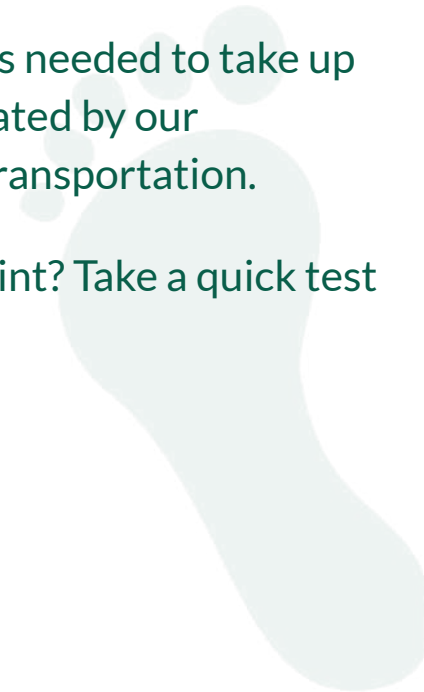 s needed to take up
ated by our
ransportation.
int? Take a quick test